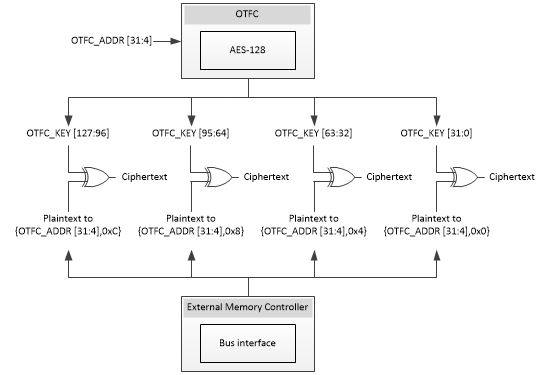 OTFC
OTFC_ADDR [31:4]
AES-128
OTFC_KEY [127:96]
OTFC_KEY [95:64]
OTFC_KEY [63:32]
OTFC_KEY [31:0]
Ciphertext
Ciphertext
Ciphertext
Ciphertext
Plaintext to
{OTFC_ADDR [31:4],0xC}
Plaintext to
{OTFC_ADDR [31:4],0x8}
Plaintext to
{OTFC_ADDR [31:4],0x4}
Plaintext to
{OTFC_ADDR [31:4],0x0}
External Memory Controller
Bus interface